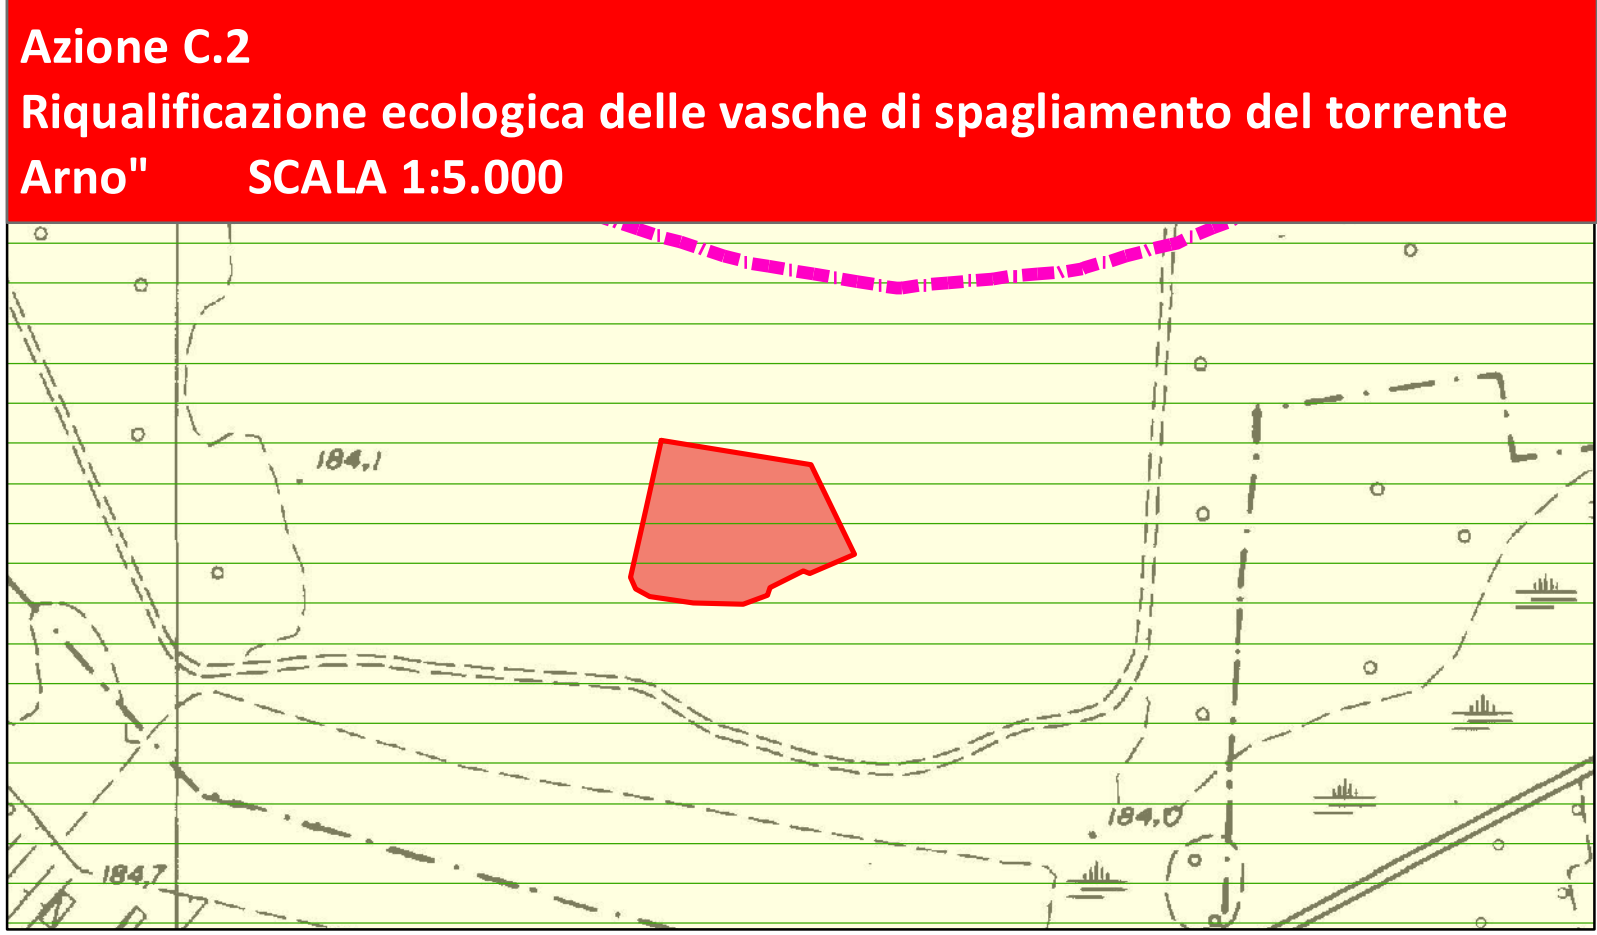 Azione C.2
Riqualificazione ecologica delle vasche di spagliamento del torrente
Arno" SCALA 1:5.000
184,1
184,0
184,7